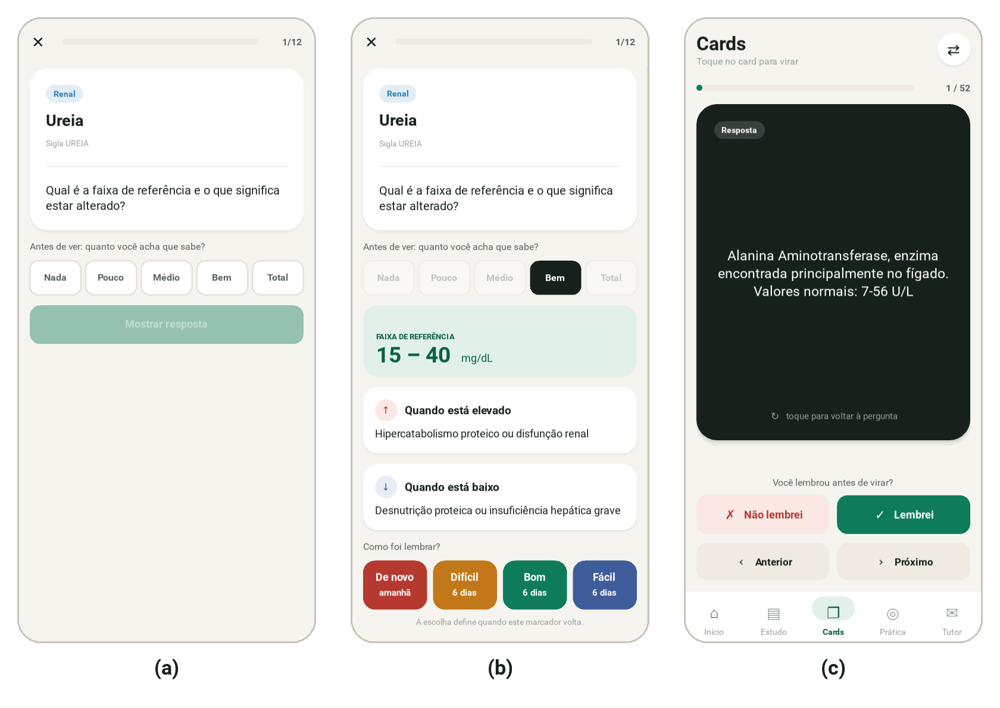 ✕ 1/12
Renal
Ureia
Sigla UREIA
Qual é a faixa de referência e o que significa
estar alterado?
Antes de ver: quanto você acha que sabe?
Nada Pouco Médio Bem Total
Mostrar resposta
(a)
✕ 1/12
Renal
Ureia
Sigla UREIA
Qual é a faixa de referência e o que significa
estar alterado?
Antes de ver: quanto você acha que sabe?
Nada Pouco Médio Bem Total
FAIXA DE REFERÊNCIA
15 – 40 mg/dL
↑ Quando está elevado
Hipercatabolismo proteico ou disfunção renal
↓ Quando está baixo
Desnutrição proteica ou insuficiência hepática grave
Como foi lembrar?
De novo Difícil Bom Fácil
amanhã 6 dias 6 dias 6 dias
A escolha define quando este marcador volta.
(b)
Cards
Toque no card para virar
1 / 52
Resposta
Alanina Aminotransferase, enzima
encontrada principalmente no fígado.
Valores normais: 7-56 U/L
↻ toque para voltar à pergunta
Você lembrou antes de virar?
✗ Não lembrei ✓ Lembrei
‹ Anterior › Próximo
Início Estudo Cards Prática Tutor
(c)